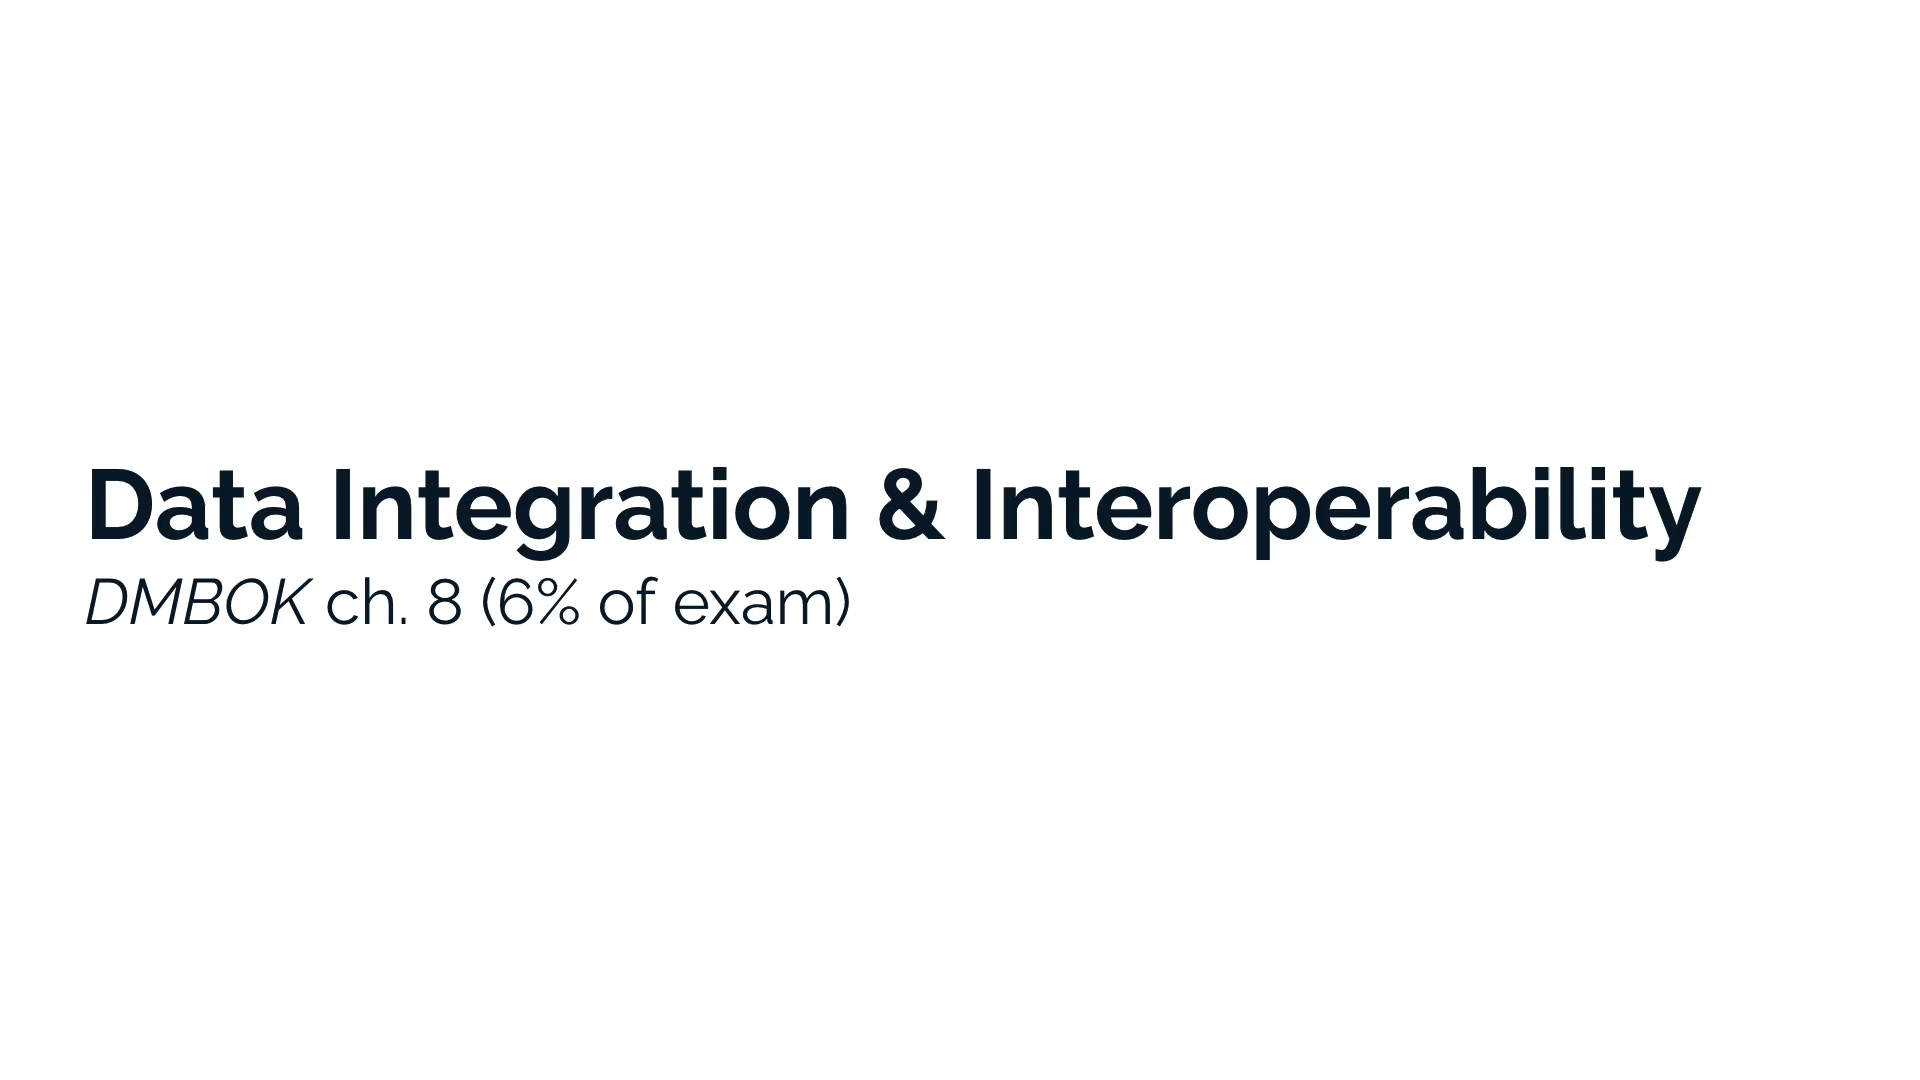 Data Integration & Interoperability
DMBOK ch. 8 (6% of exam)